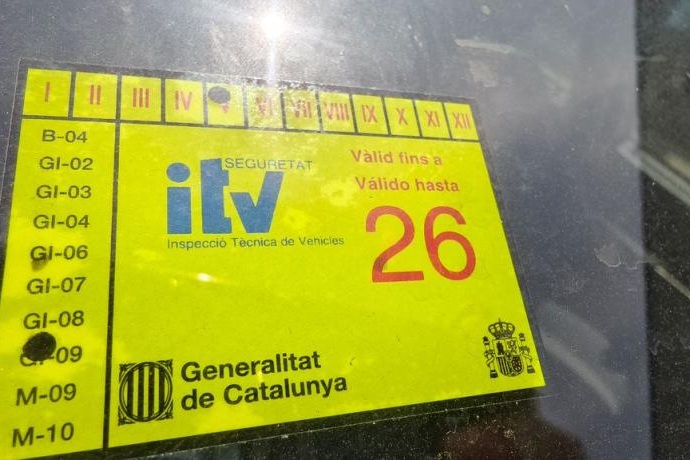 I II III IV V VI VII VIII IX X XI XII
B-04
GI-02
GI-03
GI-04
GI-06
GI-07
GI-08
GI-09
M-09
M-10
SEGURETAT
itv
Inspecció Tècnica de Vehicles
Vàlid fins a
Válido hasta
26
Generalitat
de Catalunya